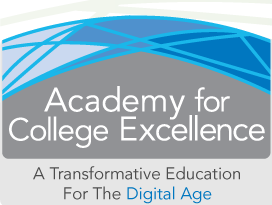 Academy for
College Excellence
A Transformative Education
For The Digital Age